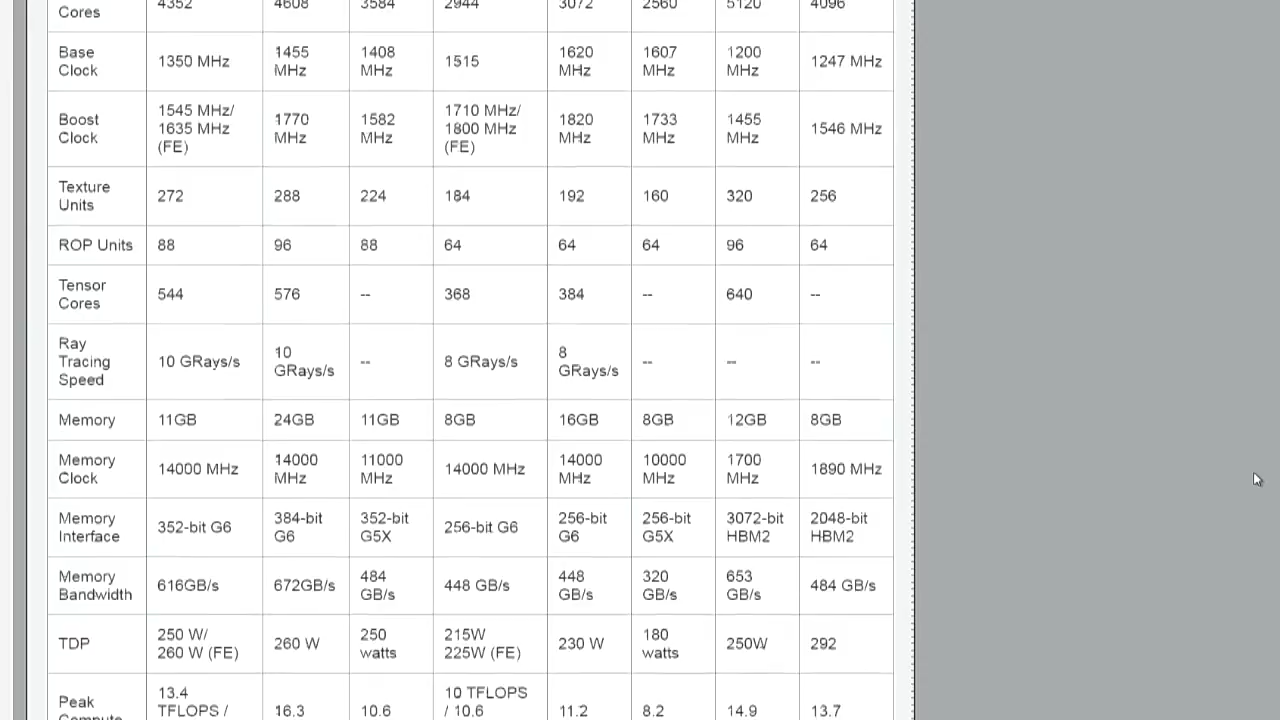 Cores 4352 4608 3584 2944 3072 2560 5120 4096
Base Clock 1350 MHz 1455 MHz 1408 MHz 1515 1620 MHz 1607 MHz 1200 MHz 1247 MHz
Boost Clock 1545 MHz/ 1635 MHz (FE) 1770 MHz 1582 MHz 1710 MHz/ 1800 MHz (FE) 1820 MHz 1733 MHz 1455 MHz 1546 MHz
Texture Units 272 288 224 184 192 160 320 256
ROP Units 88 96 88 64 64 64 96 64
Tensor Cores 544 576 -- 368 384 -- 640 --
Ray Tracing Speed 10 GRays/s 10 GRays/s -- 8 GRays/s 8 GRays/s -- -- --
Memory 11GB 24GB 11GB 8GB 16GB 8GB 12GB 8GB
Memory Clock 14000 MHz 14000 MHz 11000 MHz 14000 MHz 14000 MHz 10000 MHz 1700 MHz 1890 MHz
Memory Interface 352-bit G6 384-bit G6 352-bit G5X 256-bit G6 256-bit G6 256-bit G5X 3072-bit HBM2 2048-bit HBM2
Memory Bandwidth 616GB/s 672GB/s 484 GB/s 448 GB/s 448 GB/s 320 GB/s 653 GB/s 484 GB/s
TDP 250 W/ 260 W (FE) 260 W 250 watts 215W 225W (FE) 230 W 180 watts 250W 292
Peak Compute 13.4 TFLOPS / 16.3 10.6 10 TFLOPS / 10.6 11.2 8.2 14.9 13.7